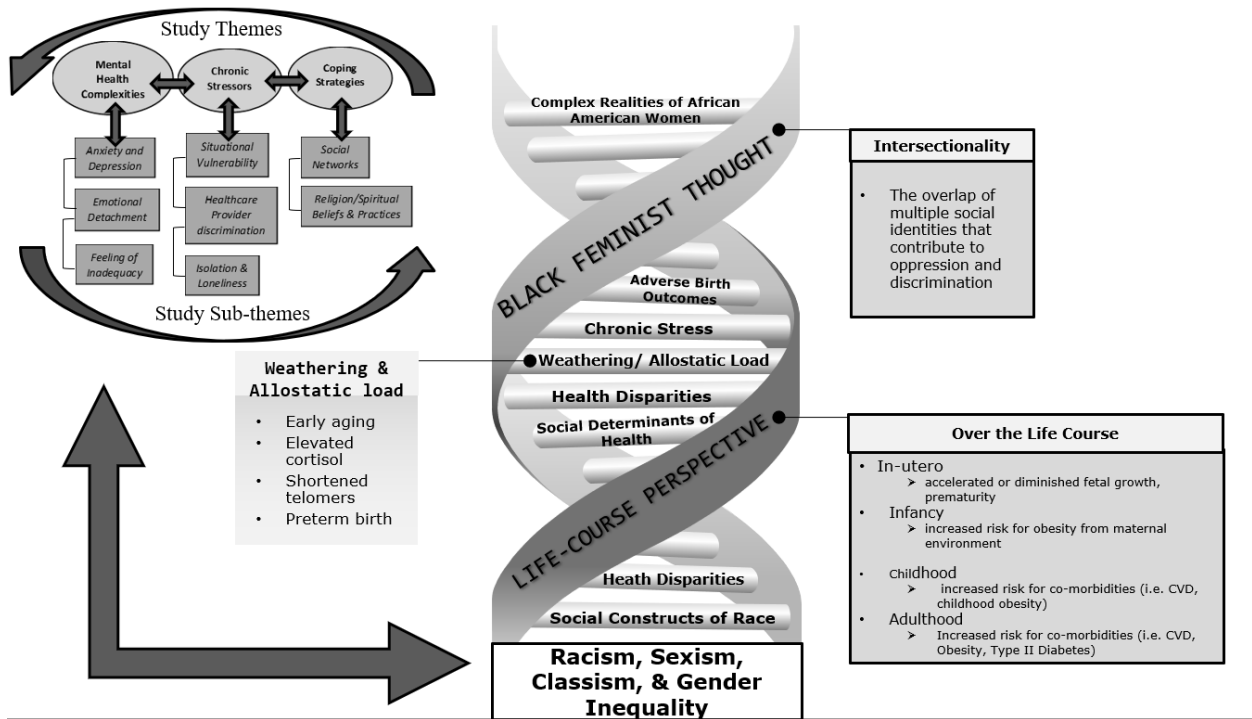 Study Themes
Mental
Health
Complexities
Chronic
Stressors
Coping
Strategies
Anxiety and
Depression
Emotional
Detachment
Feeling of
Inadequacy
Situational
Vulnerability
Healthcare
Provider
discrimination
Isolation &
Loneliness
Social
Networks
Religion/Spiritual
Beliefs & Practices
Study Sub-themes
Weathering &
Allostatic load
• Early aging
• Elevated
cortisol
• Shortened
telomers
• Preterm birth
Complex Realities of African
American Women
BLACK FEMINIST THOUGHT
Adverse Birth
Outcomes
Chronic Stress
Weathering/ Allostatic Load
Health Disparities
Social Determinants of
Health
LIFE-COURSE PERSPECTIVE
Heath Disparities
Social Constructs of Race
Racism, Sexism,
Classism, & Gender
Inequality
Intersectionality
• The overlap of
multiple social
identities that
contribute to
oppression and
discrimination
Over the Life Course
• In-utero
➢ accelerated or diminished fetal growth,
prematurity
• Infancy
➢ increased risk for obesity from maternal
environment
• Childhood
➢ increased risk for co-morbidities (i.e. CVD,
childhood obesity)
• Adulthood
➢ Increased risk for co-morbidities (i.e. CVD,
Obesity, Type II Diabetes)